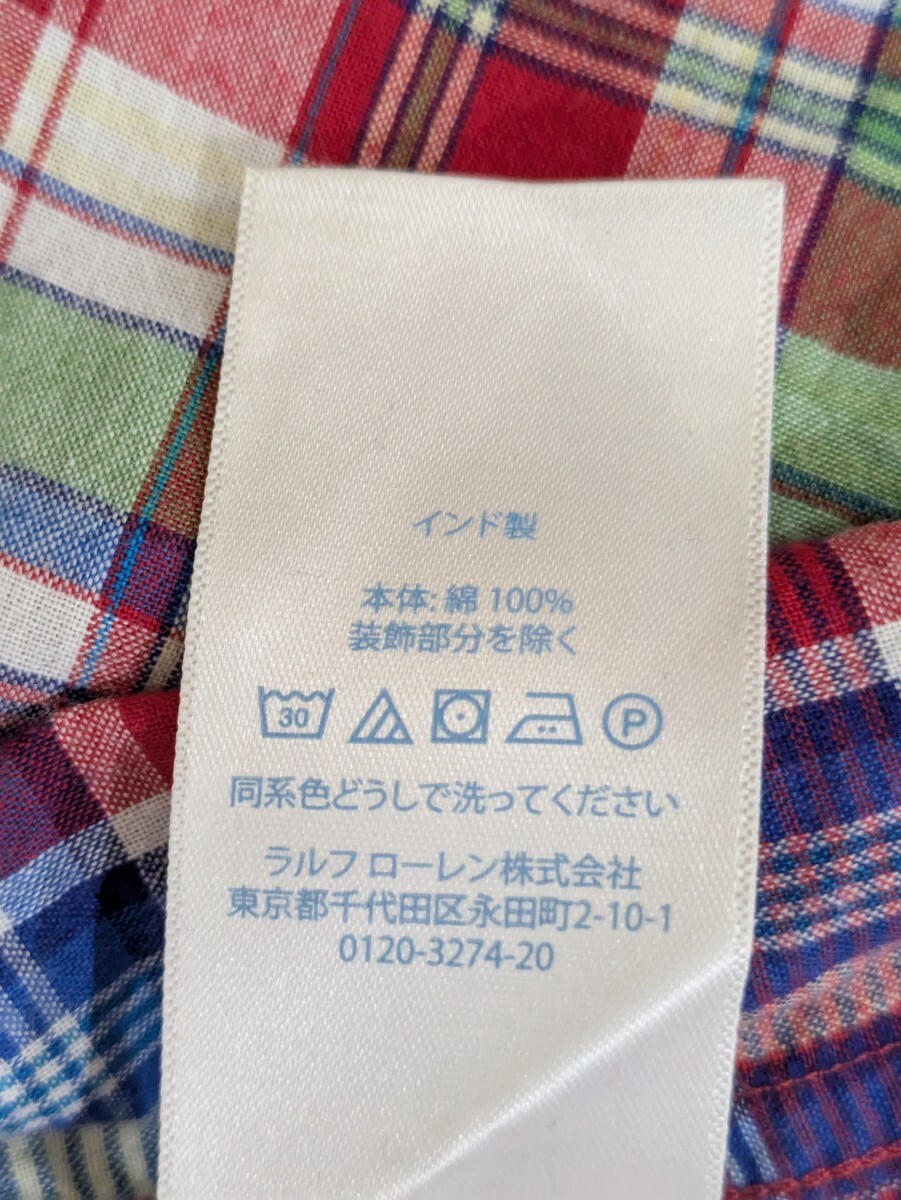 インド製
本体: 綿 100%
装飾部分を除く
30 P
同系色どうしで洗ってください
ラルフ ローレン株式会社
東京都千代田区永田町2-10-1
0120-3274-20